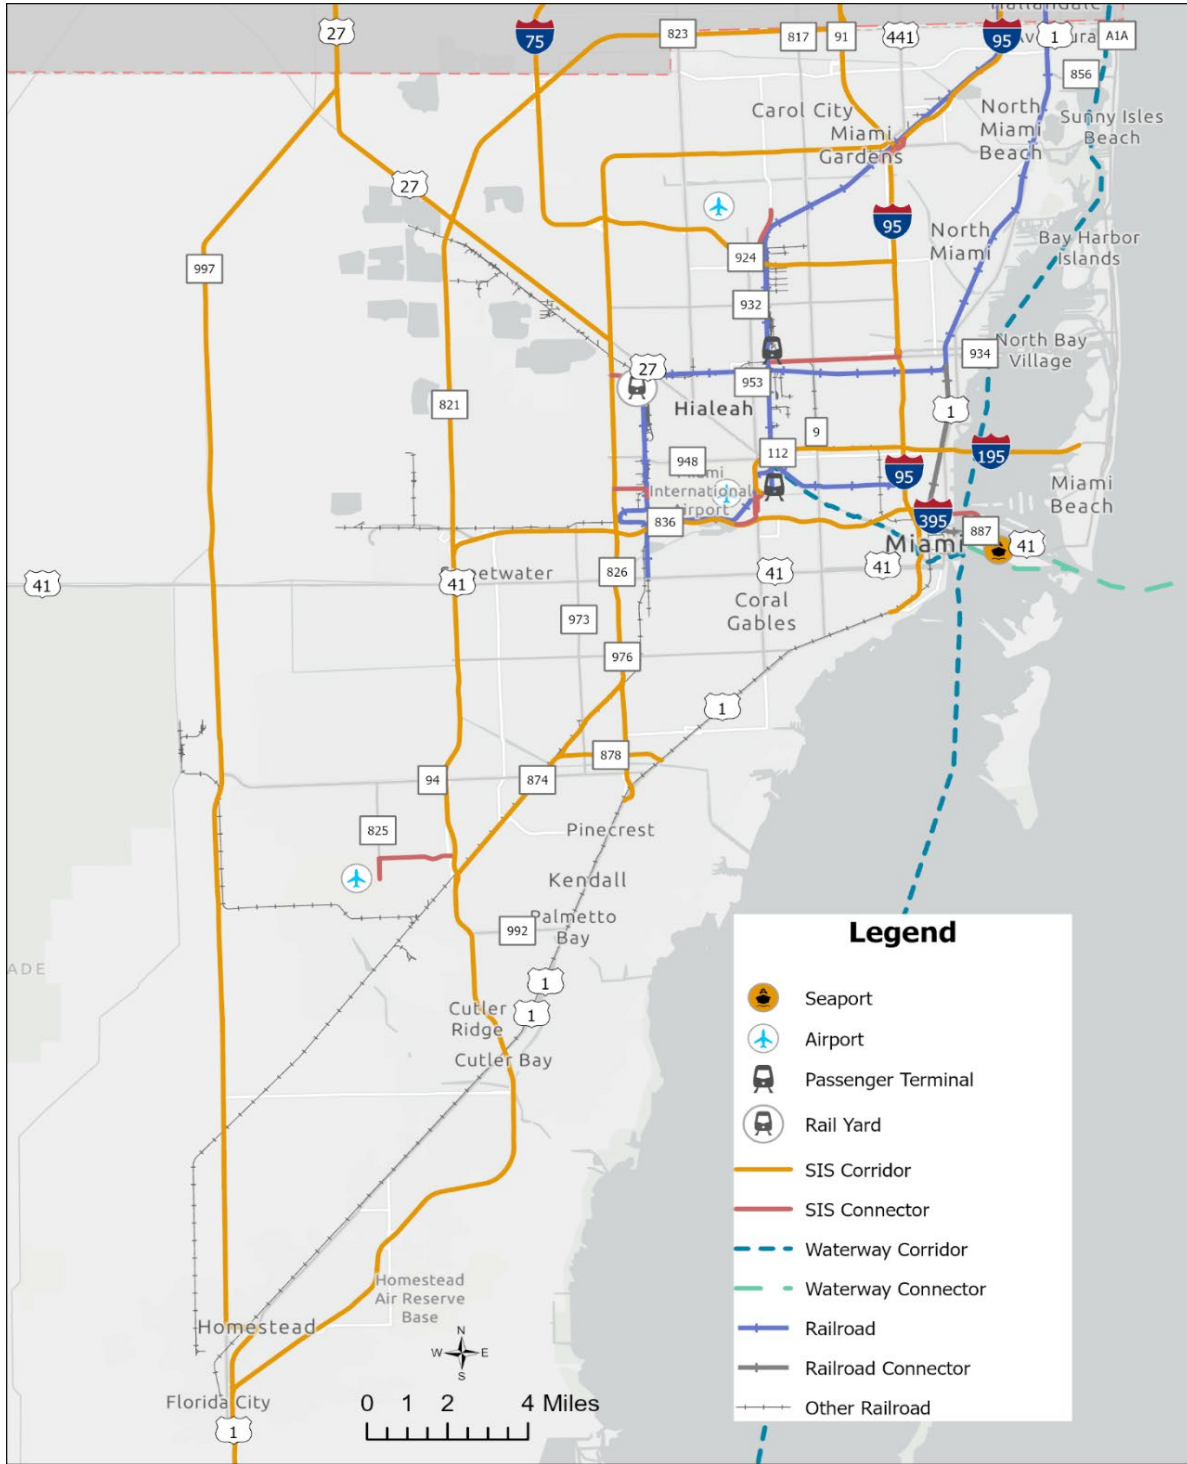 27
75
823
817
91
441
95
Hallandale
Aventura
1
A1A
856
Carol City
Miami
Gardens
North
Miami
Beach
Sunny Isles
Beach
27
95
924
North
Miami
Bay Harbor
Islands
997
932
934
North Bay
Village
27
953
821
Hialeah
1
9
112
195
948
Miami
International
Airport
95
Miami
Beach
836
395
887
Miami
41
41
Sweetwater
41
826
41
41
Coral
Gables
973
976
1
878
94
874
825
Pinecrest
Kendall
992
Palmetto
Bay
ADE
1
1
Cutler
Ridge
Cutler Bay
Homestead
Air Reserve
Base
Homestead
Florida City
1
N
W
E
S
0 1 2 4 Miles
Legend
Seaport
Airport
Passenger Terminal
Rail Yard
SIS Corridor
SIS Connector
Waterway Corridor
Waterway Connector
Railroad
Railroad Connector
Other Railroad